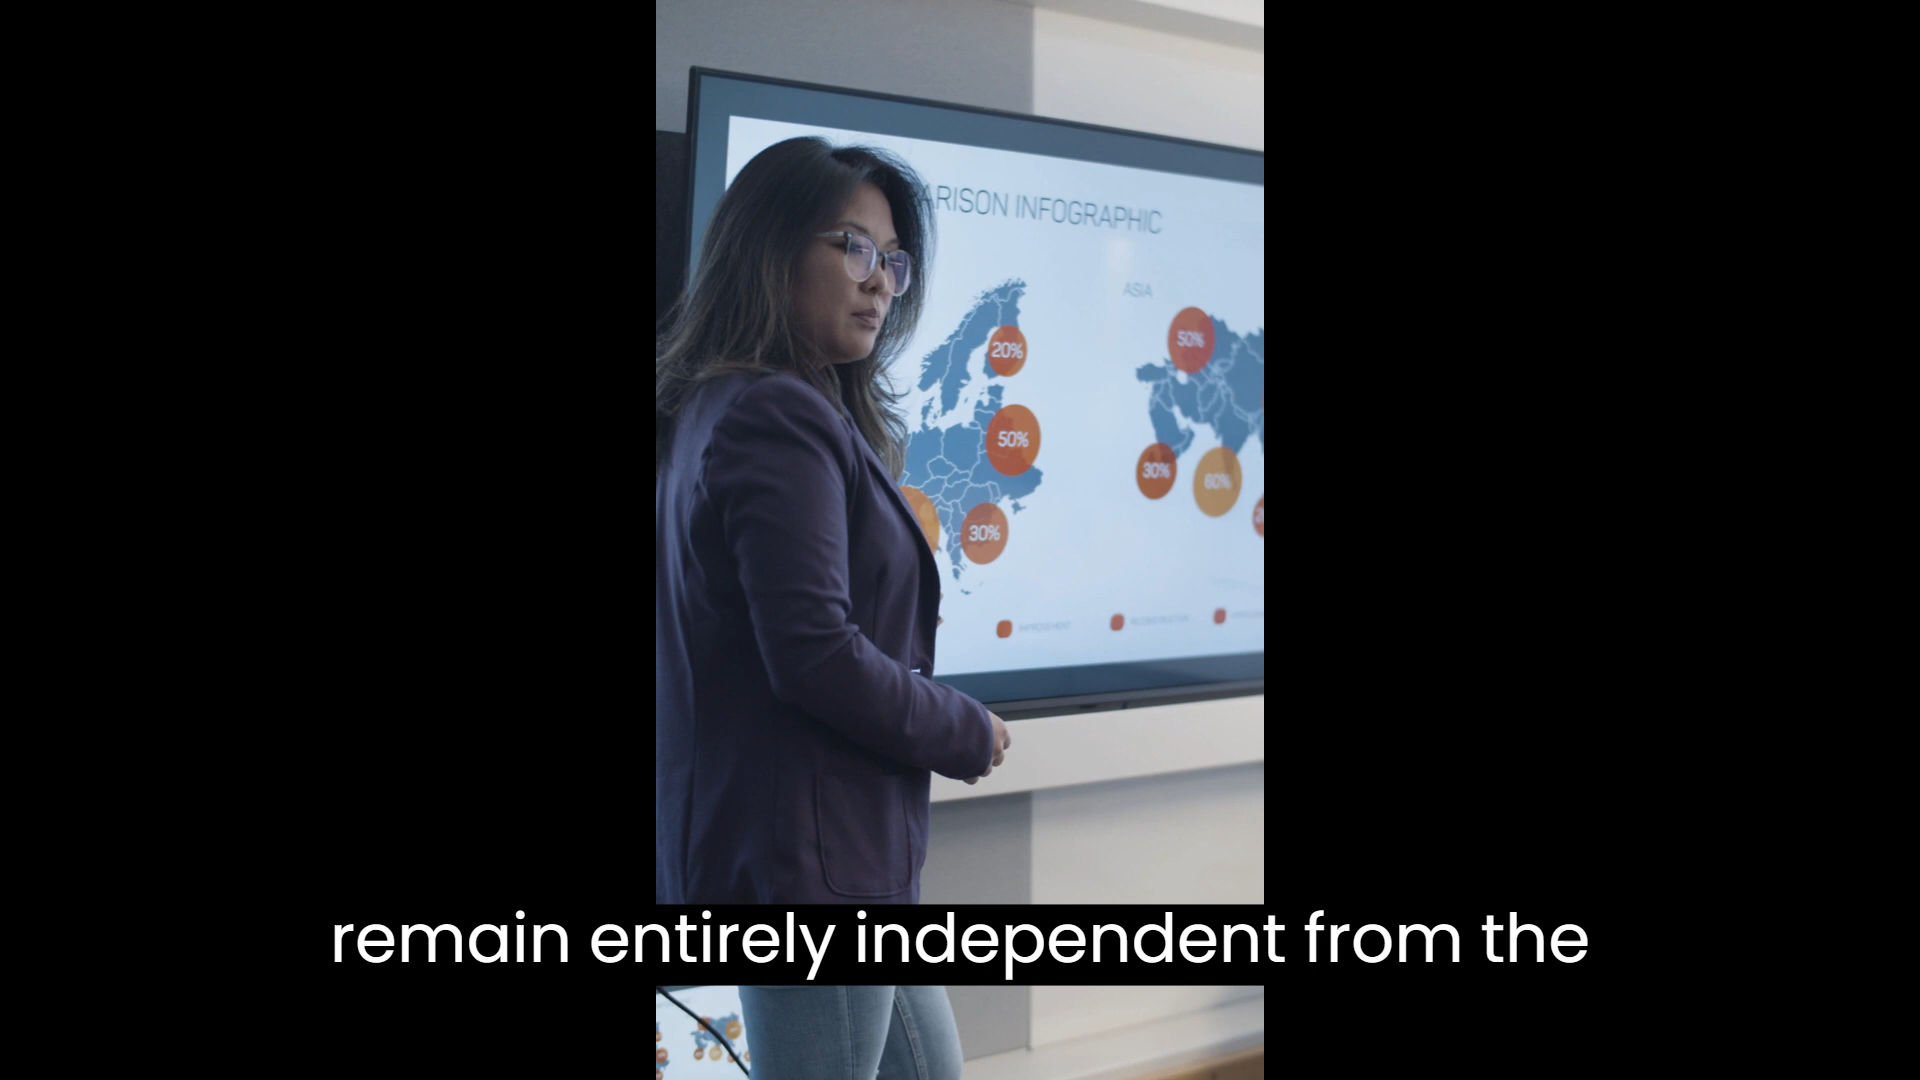 ARISON INFOGRAPHIC
ASIA
50%
20%
50%
30%
60%
30%
remain entirely independent from the